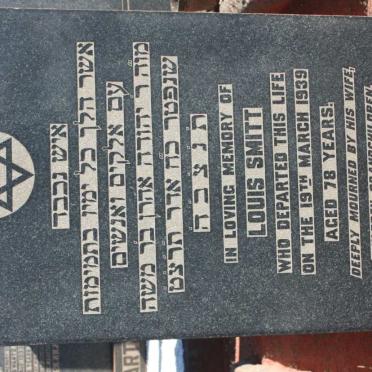 איש נכבד
אשר הלך כל ימיו בתמימות
עם אלקים ואנשים
מוה ר יהודה אהרן בר משה
שנפטר כח אדר תרצט
ת נ צ ב ה
IN LOVING MEMORY OF
LOUIS SMITT
WHO DEPARTED THIS LIFE
ON THE 19TH MARCH 1939
AGED 78 YEARS.
DEEPLY MOURNED BY HIS WIFE,